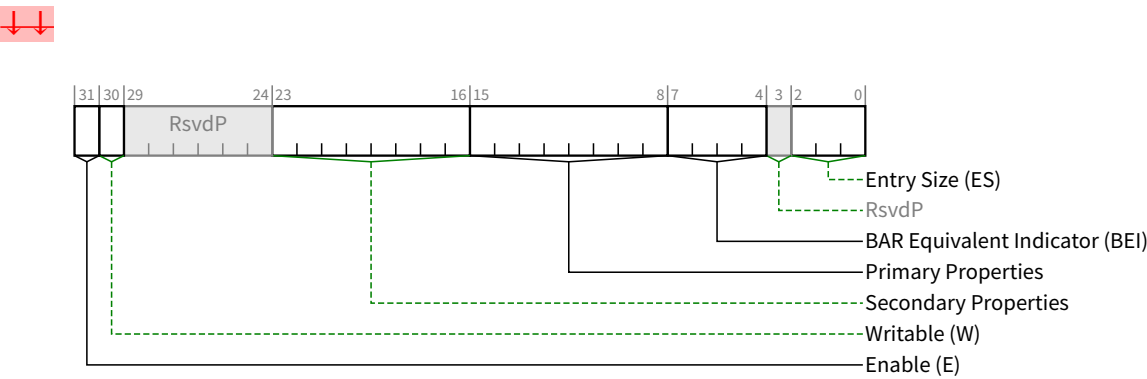 31 30 29 24 23 16 15 8 7 4 3 2 0
RsvdP
Entry Size (ES)
RsvdP
BAR Equivalent Indicator (BEI)
Primary Properties
Secondary Properties
Writable (W)
Enable (E)